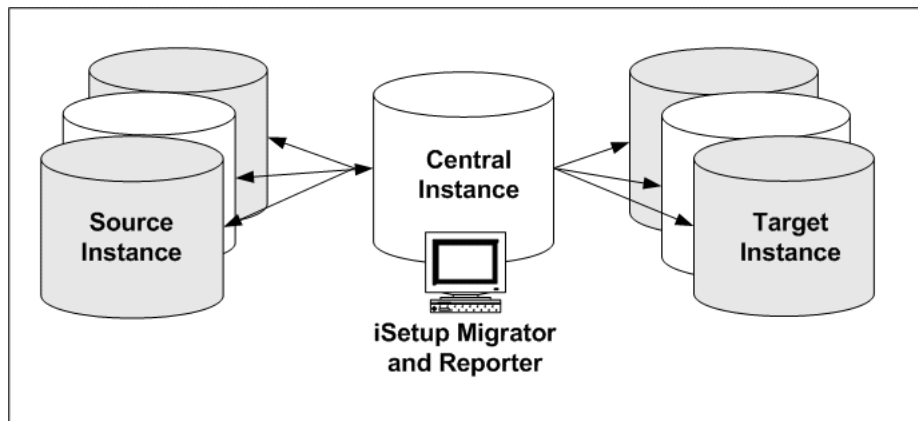 Source
Instance
Central
Instance
Target
Instance
iSetup Migrator
and Reporter